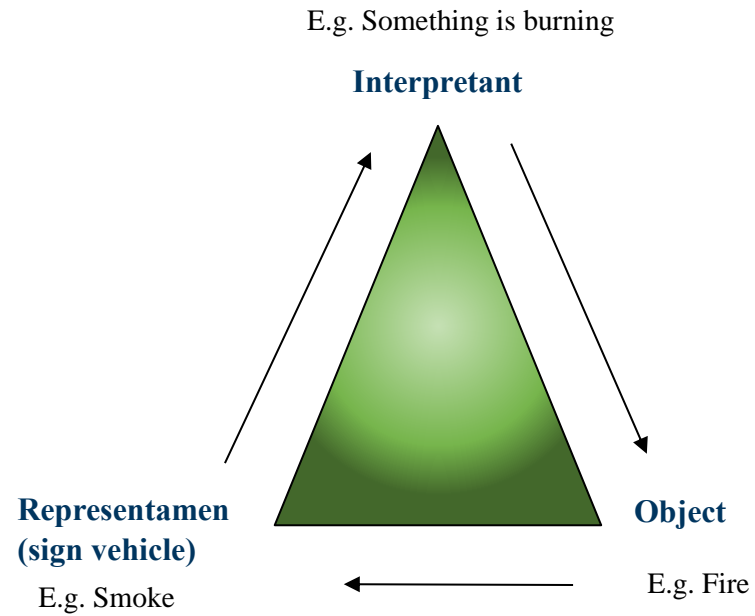 E.g. Something is burning
Interpretant
Representamen
(sign vehicle)
E.g. Smoke
Object
E.g. Fire